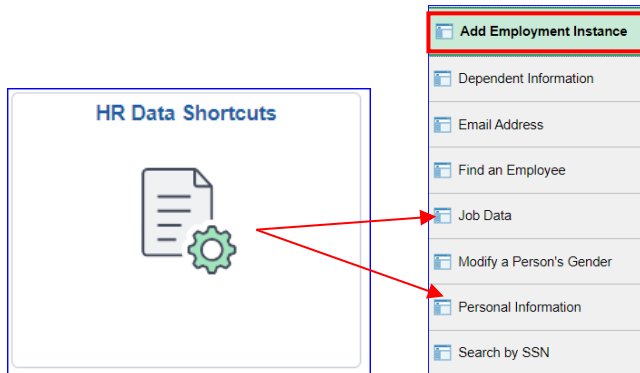 HR Data Shortcuts
Add Employment Instance
Dependent Information
Email Address
Find an Employee
Job Data
Modify a Person's Gender
Personal Information
Search by SSN